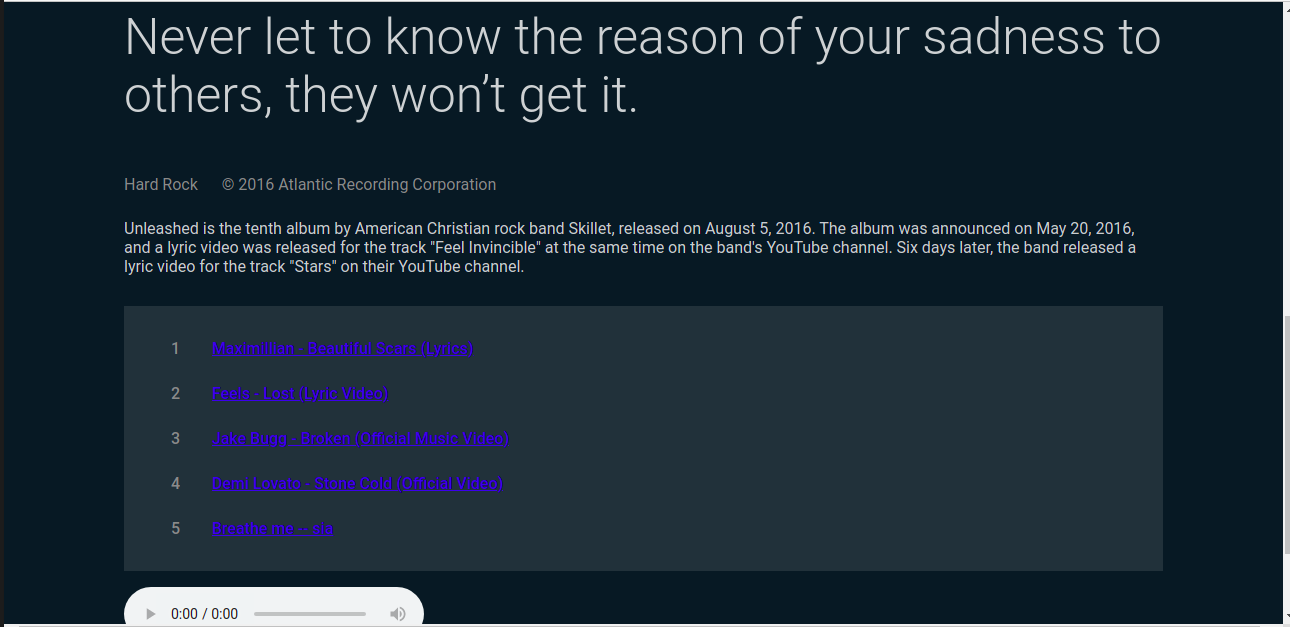 Never let to know the reason of your sadness to
others, they won’t get it.
Hard Rock © 2016 Atlantic Recording Corporation
Unleashed is the tenth album by American Christian rock band Skillet, released on August 5, 2016. The album was announced on May 20, 2016,
and a lyric video was released for the track "Feel Invincible" at the same time on the band's YouTube channel. Six days later, the band released a
lyric video for the track "Stars" on their YouTube channel.
1 Maximillian - Beautiful Scars (Lyrics)
2 Feels - Lost (Lyric Video)
3 Jake Bugg - Broken (Official Music Video)
4 Demi Lovato - Stone Cold (Official Video)
5 Breathe me -- sia
0:00 / 0:00